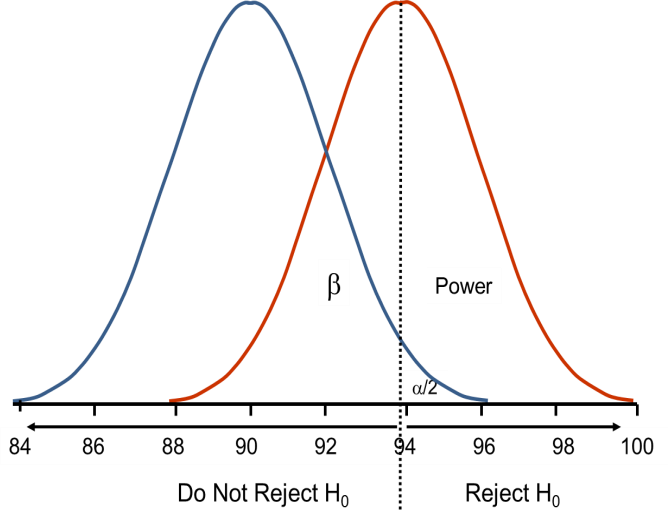 β
Power
α/2
84 86 88 90 92 94 96 98 100
Do Not Reject H₀ Reject H₀